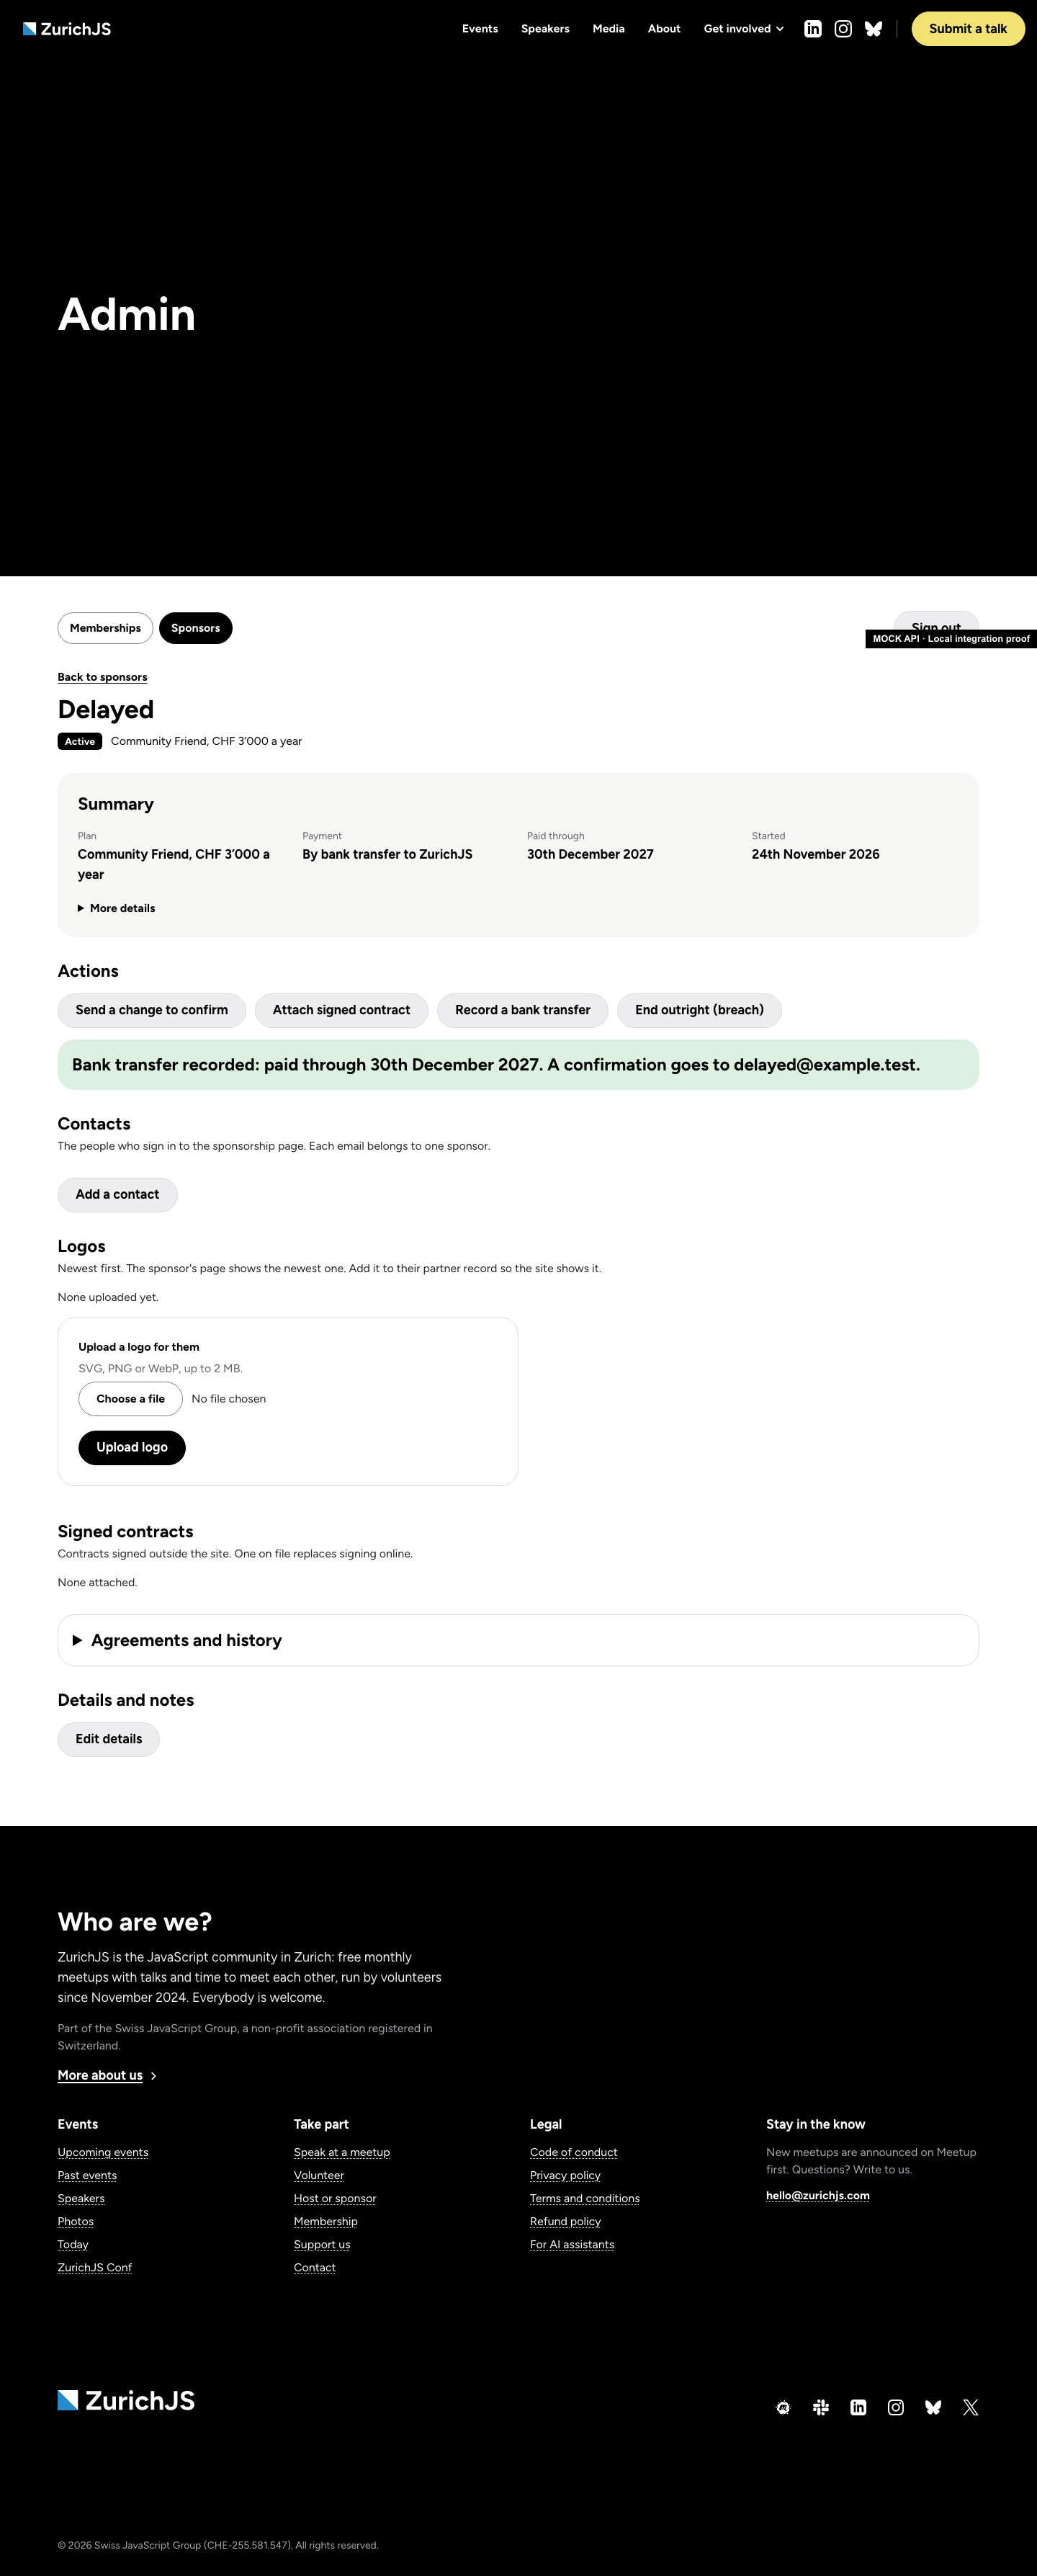 ZurichJS
Events
Speakers
Media
About
Get involved
Submit a talk
Admin
Memberships
Sponsors
Sign out
MOCK API · Local integration proof
Back to sponsors
Delayed
Active
Community Friend, CHF 3’000 a year
Summary
Plan
Community Friend, CHF 3’000 a
year
Payment
By bank transfer to ZurichJS
Paid through
30th December 2027
Started
24th November 2026
More details
Actions
Send a change to confirm
Attach signed contract
Record a bank transfer
End outright (breach)
Bank transfer recorded: paid through 30th December 2027. A confirmation goes to delayed@example.test.
Contacts
The people who sign in to the sponsorship page. Each email belongs to one sponsor.
Add a contact
Logos
Newest first. The sponsor's page shows the newest one. Add it to their partner record so the site shows it.
None uploaded yet.
Upload a logo for them
SVG, PNG or WebP, up to 2 MB.
Choose a file
No file chosen
Upload logo
Signed contracts
Contracts signed outside the site. One on file replaces signing online.
None attached.
Agreements and history
Details and notes
Edit details
Who are we?
ZurichJS is the JavaScript community in Zurich: free monthly
meetups with talks and time to meet each other, run by volunteers
since November 2024. Everybody is welcome.
Part of the Swiss JavaScript Group, a non-profit association registered in
Switzerland.
More about us
Events
Upcoming events
Past events
Speakers
Photos
Today
ZurichJS Conf
Take part
Speak at a meetup
Volunteer
Host or sponsor
Membership
Support us
Contact
Legal
Code of conduct
Privacy policy
Terms and conditions
Refund policy
For AI assistants
Stay in the know
New meetups are announced on Meetup
first. Questions? Write to us.
hello@zurichjs.com
ZurichJS
© 2026 Swiss JavaScript Group (CHE-255.581.547). All rights reserved.